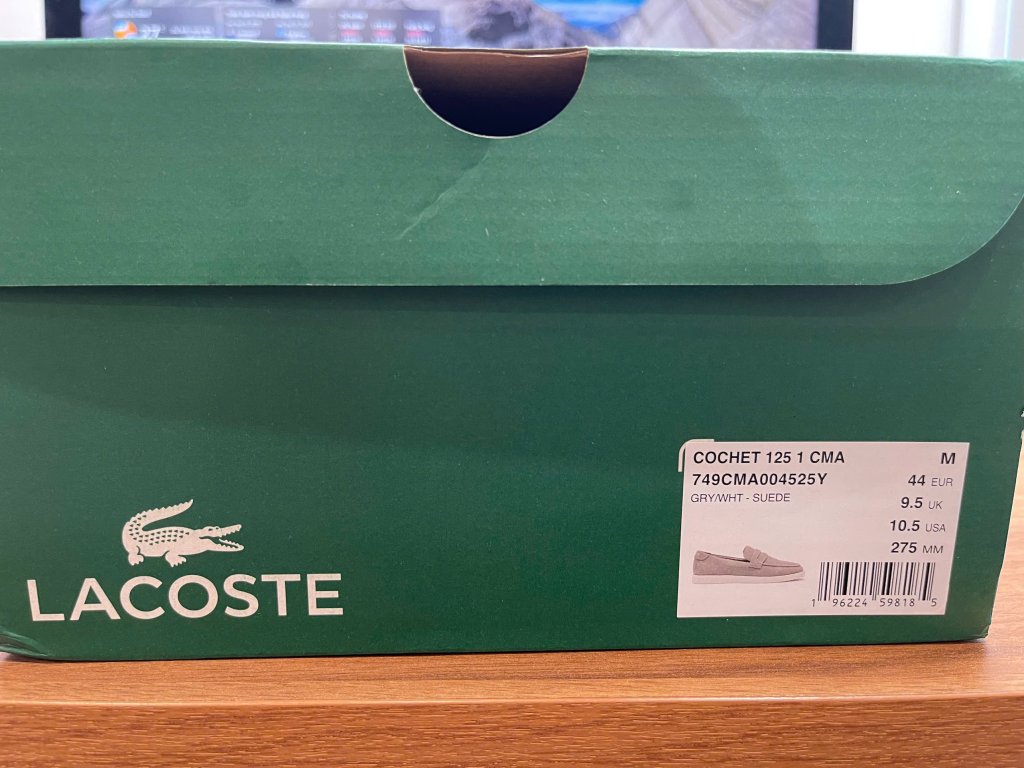 LACOSTE
COCHET 125 1 CMA M
749CMA004525Y 44 EUR
GRY/WHT - SUEDE 9.5 UK
10.5 USA
275 MM
1 96224 59818 5